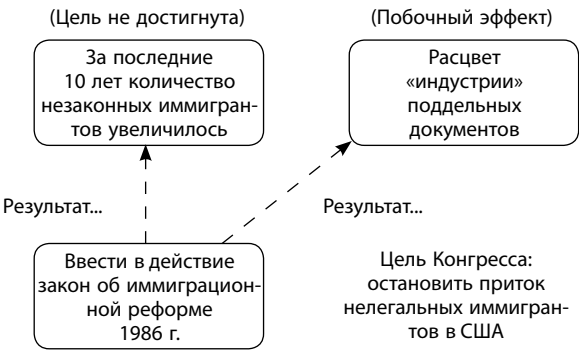 (Цель не достигнута)
(Побочный эффект)
За последние
10 лет количество
незаконных иммигран-
тов увеличилось
Расцвет
«индустрии»
поддельных
документов
Результат...
Результат...
Ввести в действие
закон об иммиграцион-
ной реформе
1986 г.
Цель Конгресса:
остановить приток
нелегальных иммигран-
тов в США